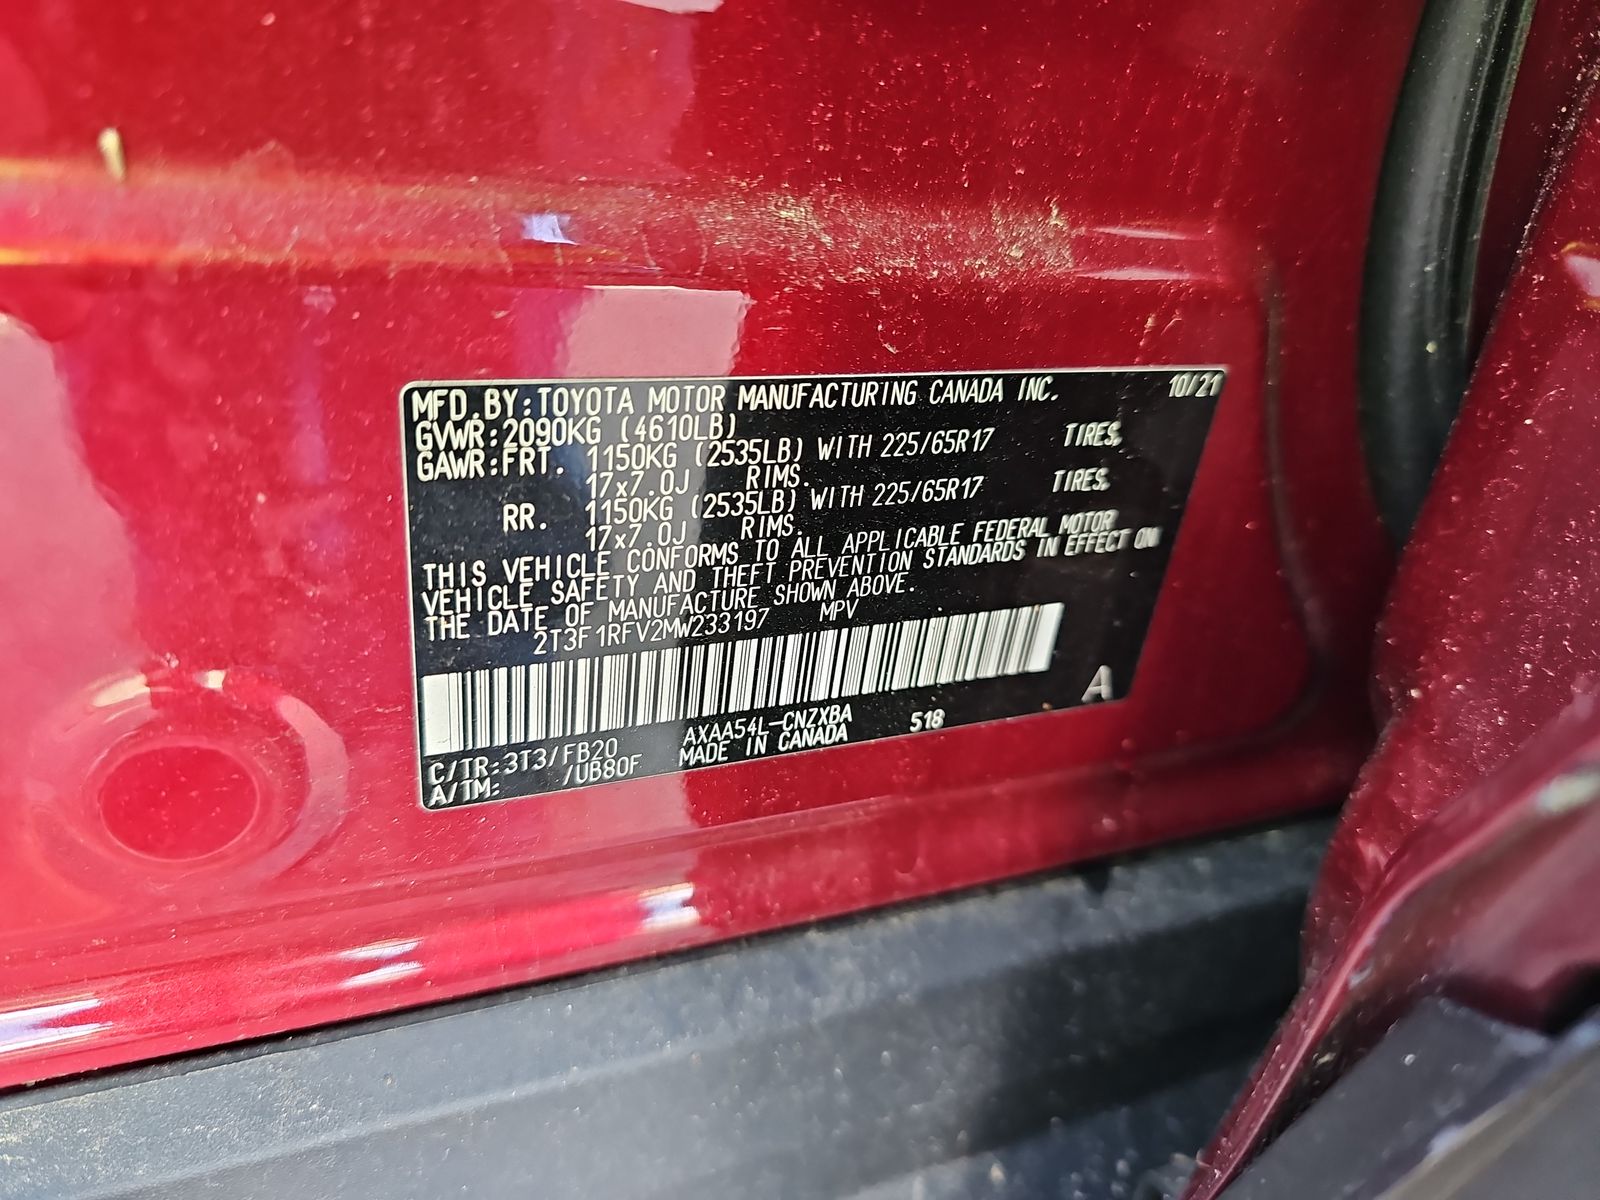 MFD.BY:TOYOTA MOTOR MANUFACTURING CANADA INC. 10/21
GVWR:2090KG (4610LB)
GAWR:FRT. 1150KG (2535LB) WITH 225/65R17 TIRES,
17x7.0J RIMS.
RR. 1150KG (2535LB) WITH 225/65R17 TIRES,
17x7.0J RIMS.
THIS VEHICLE CONFORMS TO ALL APPLICABLE FEDERAL MOTOR
VEHICLE SAFETY AND THEFT PREVENTION STANDARDS IN EFFECT ON
THE DATE OF MANUFACTURE SHOWN ABOVE.
2T3F1RFV2MW233197 MPV
A
C/TR:3T3/FB20 AXAA54L-CNZXBA 518
A/TM: /UB80F MADE IN CANADA